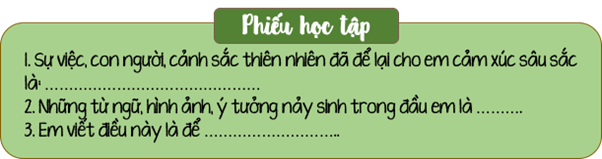 Phiếu học tập
1. Sự việc, con người, cảnh sắc thiên nhiên đã để lại cho em cảm xúc sâu sắc
là: ……………………………………
2. Những từ ngữ, hình ảnh, ý tưởng nảy sinh trong đầu em là ……….
3. Em viết điều này là để ………………………..